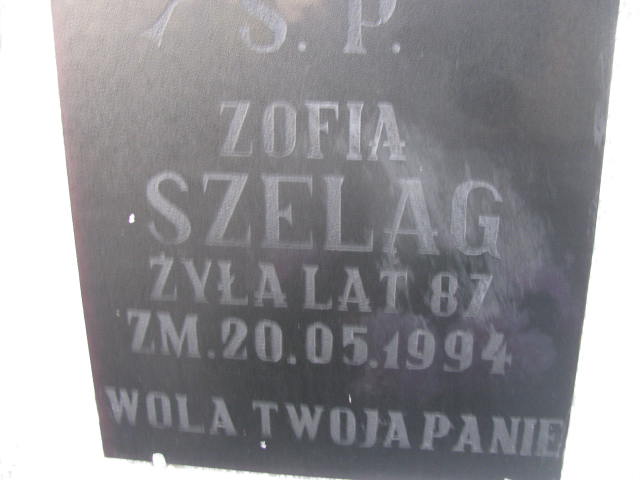 Ś. P.
ZOFIA
SZELĄG
ŻYŁA LAT 87
ZM. 20.05.1994
WOLA TWOJA PANIE